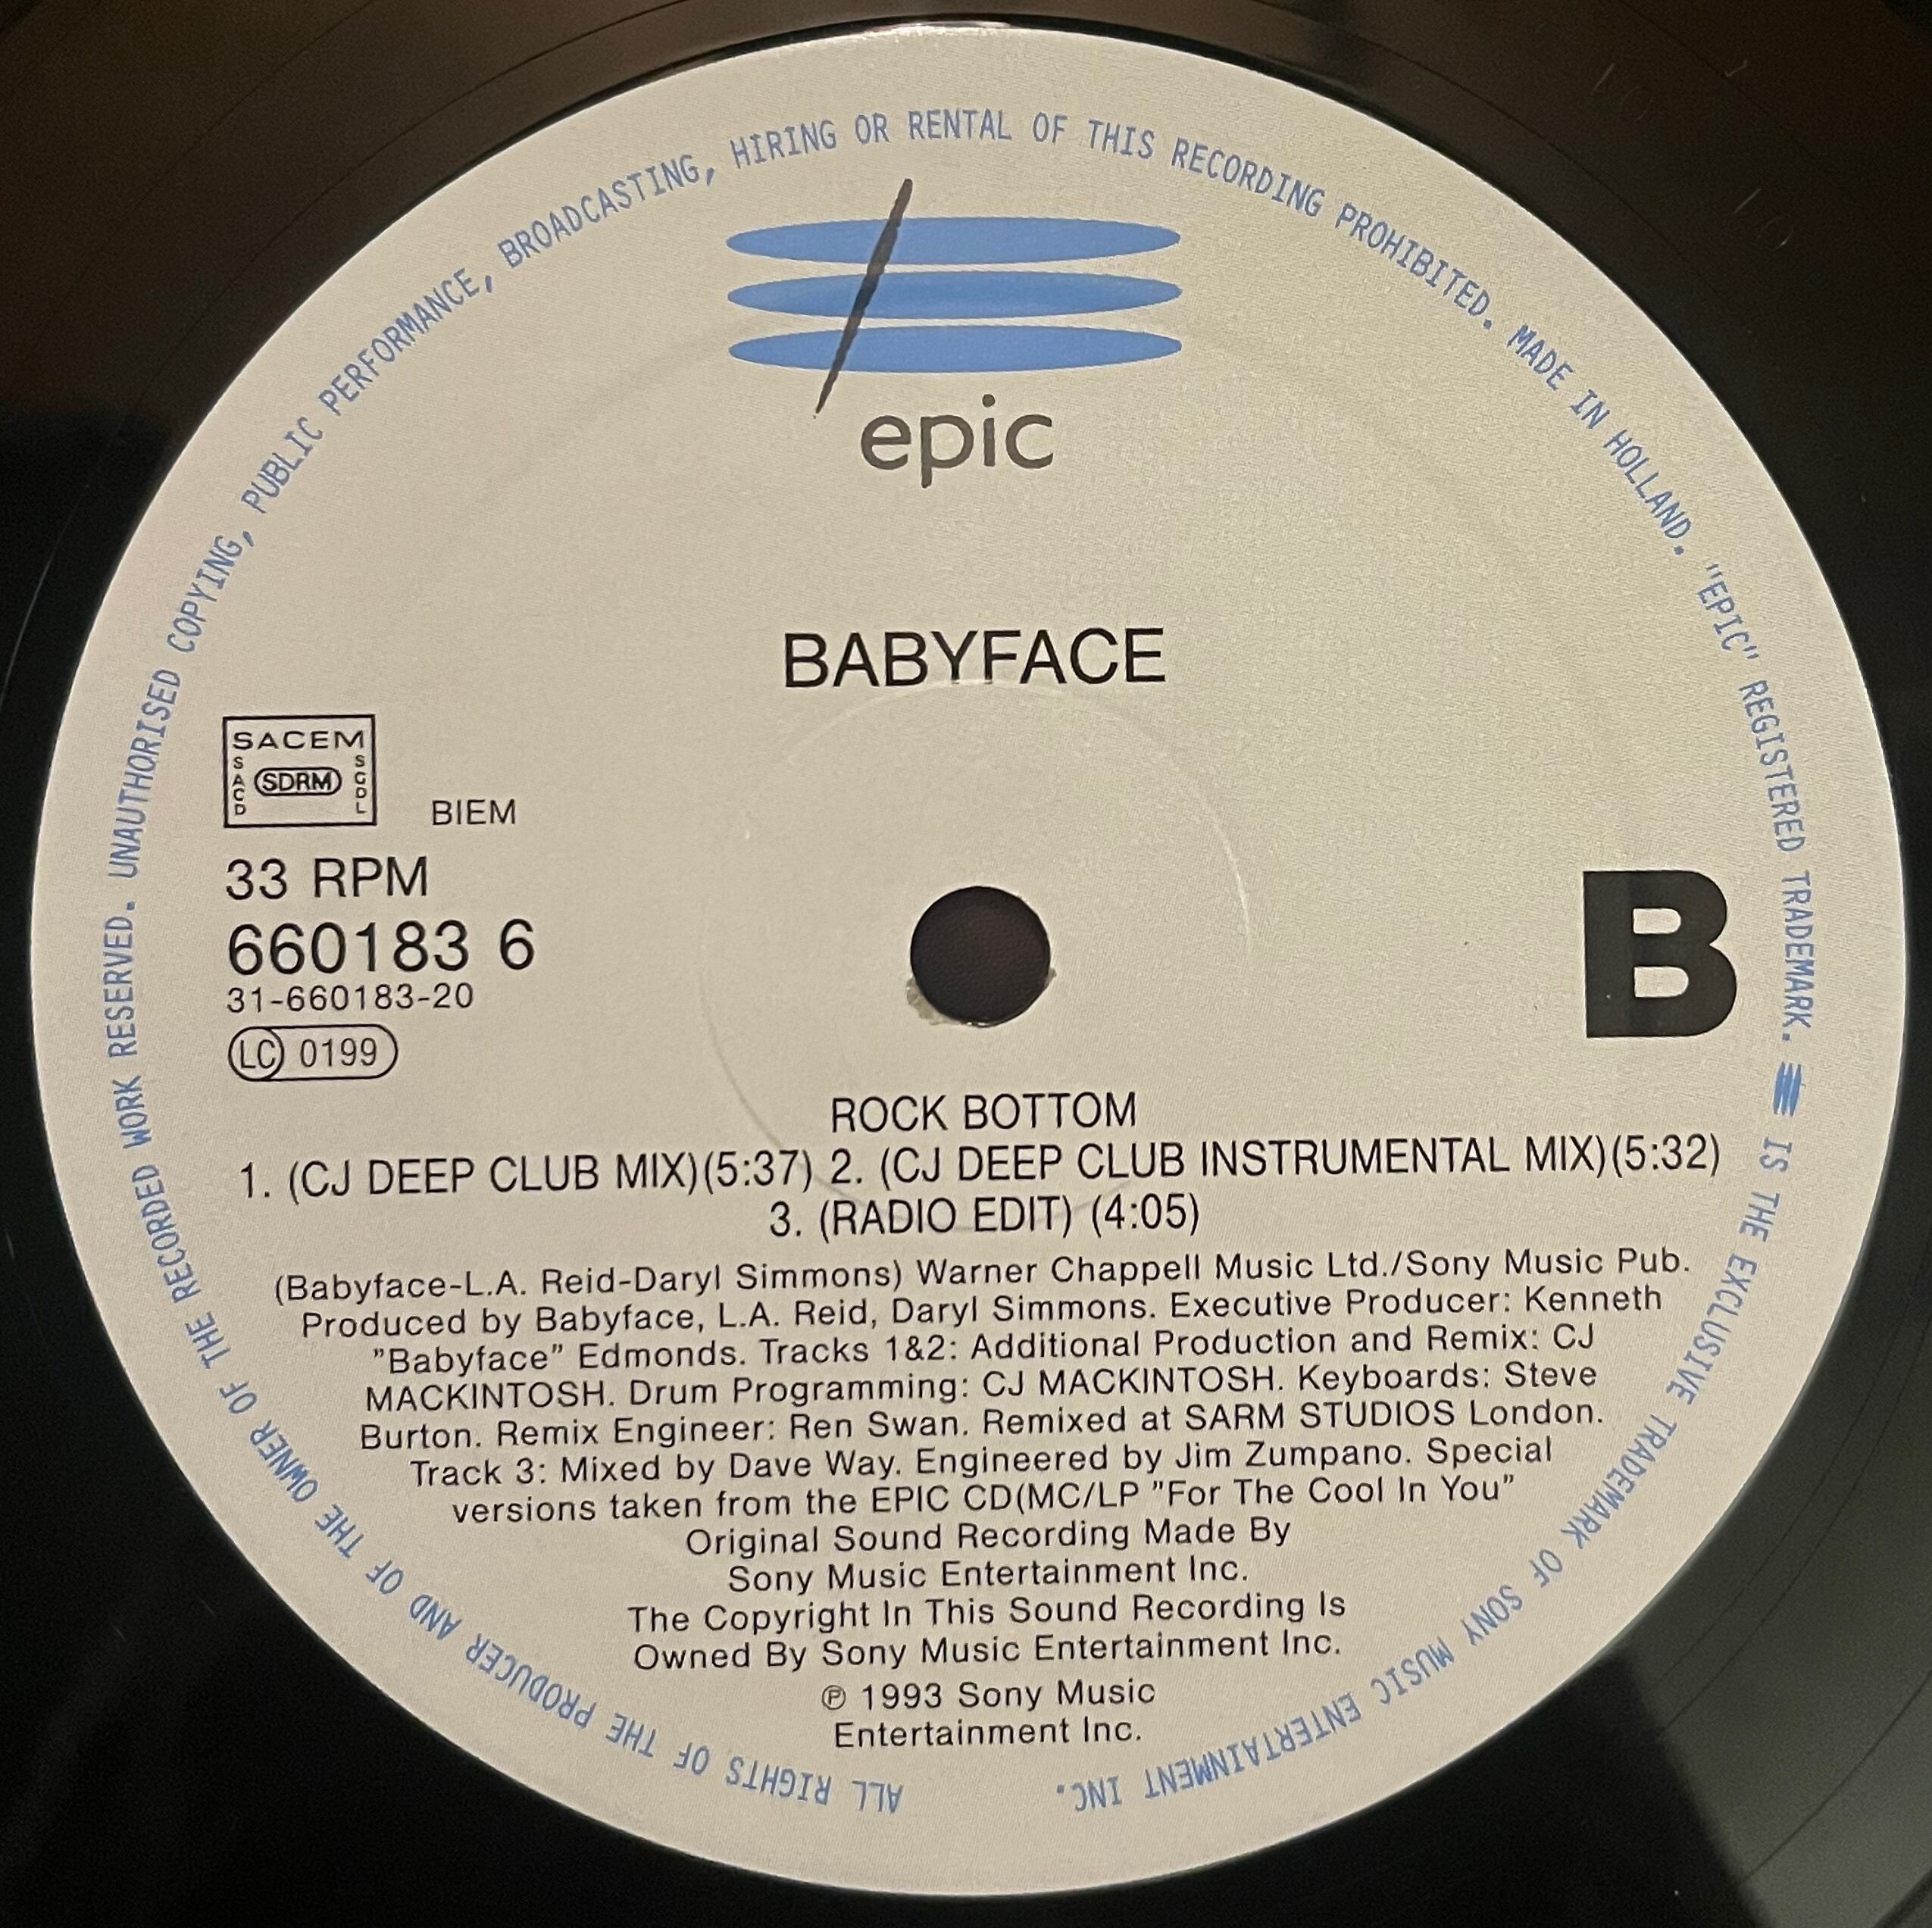 ALL RIGHTS OF THE PRODUCER AND OF THE OWNER OF THE RECORDED WORK RESERVED. UNAUTHORISED COPYING, PUBLIC PERFORMANCE, BROADCASTING, HIRING OR RENTAL OF THIS RECORDING PROHIBITED. MADE IN HOLLAND. "EPIC" REGISTERED TRADEMARK. IS THE EXCLUSIVE TRADEMARK OF SONY MUSIC ENTERTAINMENT INC.
epic
BABYFACE
SACEM
SACD
SDRM
SGDL
BIEM
33 RPM
660183 6
31-660183-20
LC 0199
B
ROCK BOTTOM
1. (CJ DEEP CLUB MIX)(5:37) 2. (CJ DEEP CLUB INSTRUMENTAL MIX)(5:32)
3. (RADIO EDIT) (4:05)
(Babyface-L.A. Reid-Daryl Simmons) Warner Chappell Music Ltd./Sony Music Pub.
Produced by Babyface, L.A. Reid, Daryl Simmons. Executive Producer: Kenneth
"Babyface" Edmonds. Tracks 1&2: Additional Production and Remix: CJ
MACKINTOSH. Drum Programming: CJ MACKINTOSH. Keyboards: Steve
Burton. Remix Engineer: Ren Swan. Remixed at SARM STUDIOS London.
Track 3: Mixed by Dave Way. Engineered by Jim Zumpano. Special
versions taken from the EPIC CD(MC/LP "For The Cool In You"
Original Sound Recording Made By
Sony Music Entertainment Inc.
The Copyright In This Sound Recording Is
Owned By Sony Music Entertainment Inc.
℗ 1993 Sony Music
Entertainment Inc.